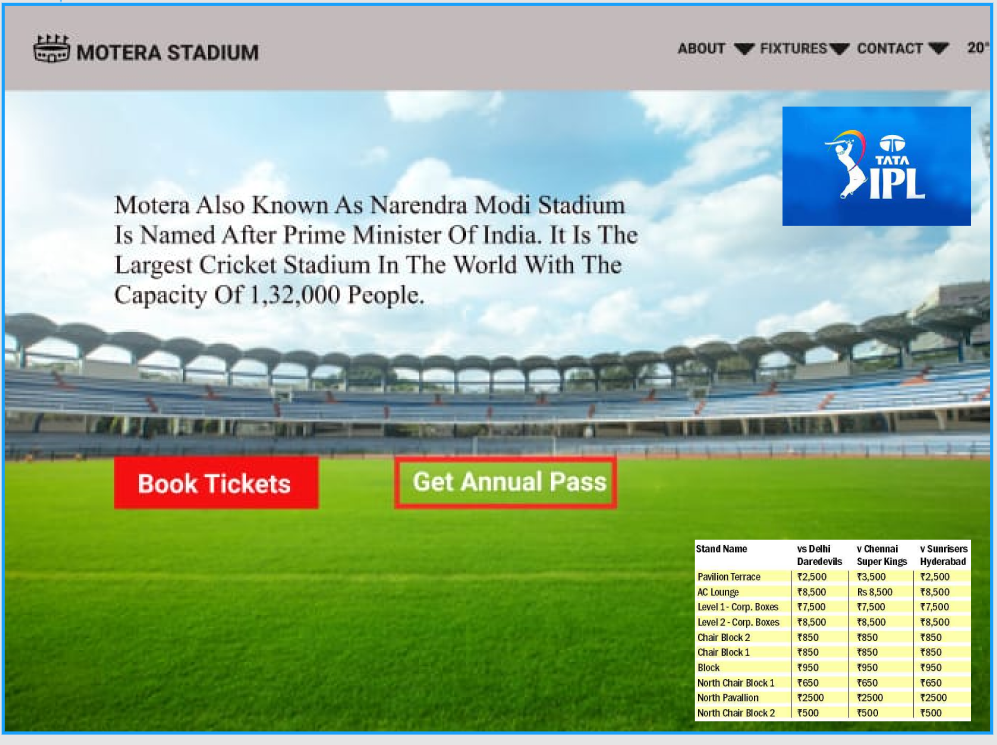 MOTERA STADIUM
ABOUT FIXTURES CONTACT 20°
TATA
IPL
Motera Also Known As Narendra Modi Stadium
Is Named After Prime Minister Of India. It Is The
Largest Cricket Stadium In The World With The
Capacity Of 1,32,000 People.
Book Tickets Get Annual Pass
Stand Name vs Delhi v Chennai v Sunrisers
Daredevils Super Kings Hyderabad
Pavilion Terrace ₹2,500 ₹3,500 ₹2,500
AC Lounge ₹8,500 Rs 8,500 ₹8,500
Level 1 - Corp. Boxes ₹7,500 ₹7,500 ₹7,500
Level 2 - Corp. Boxes ₹8,500 ₹8,500 ₹8,500
Chair Block 2 ₹850 ₹850 ₹850
Chair Block 1 ₹850 ₹850 ₹850
Block ₹950 ₹950 ₹950
North Chair Block 1 ₹650 ₹650 ₹650
North Pavallion ₹2500 ₹2500 ₹2500
North Chair Block 2 ₹500 ₹500 ₹500